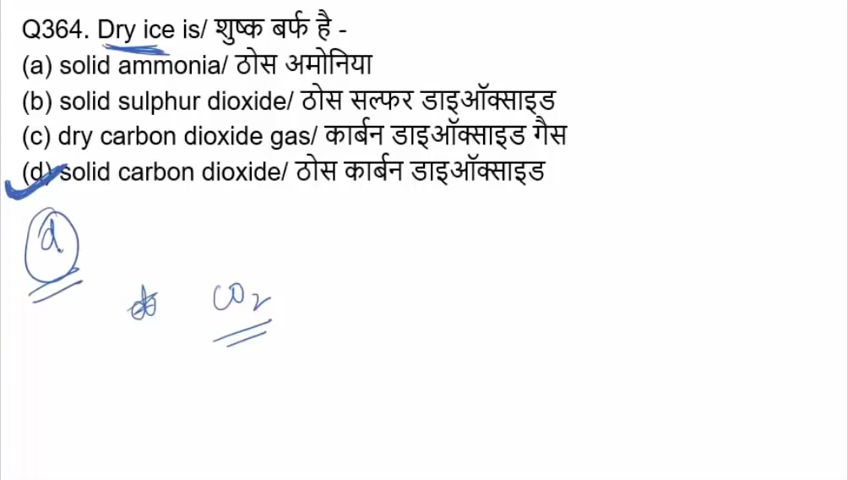 Q364. Dry ice is/ शुष्क बर्फ है -
(a) solid ammonia/ ठोस अमोनिया
(b) solid sulphur dioxide/ ठोस सल्फर डाइऑक्साइड
(c) dry carbon dioxide gas/ कार्बन डाइऑक्साइड गैस
(d) solid carbon dioxide/ ठोस कार्बन डाइऑक्साइड
d
CO2